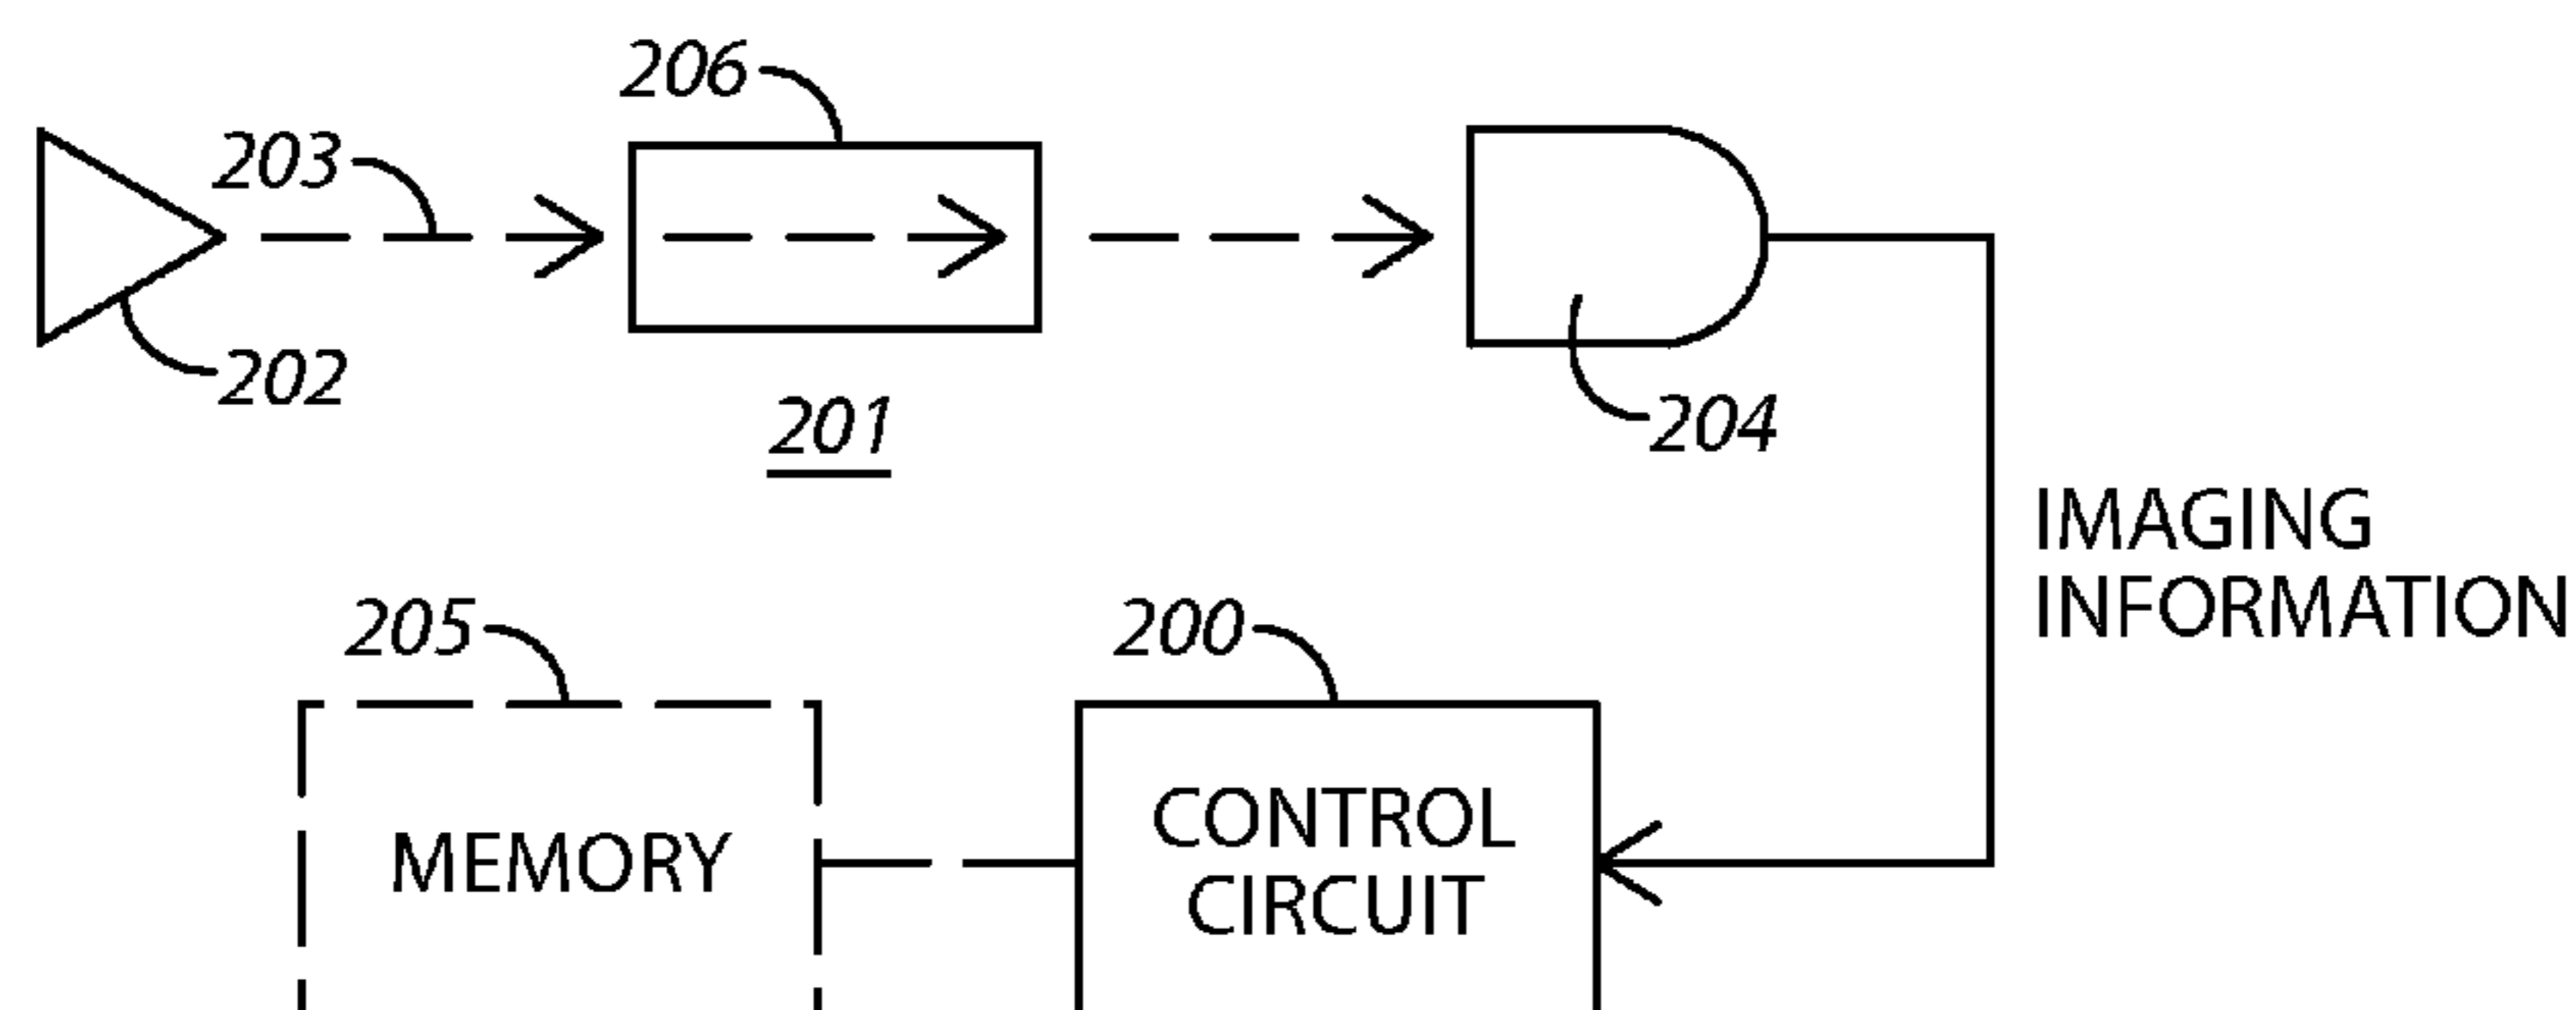 206
203
202
201
204
IMAGING
INFORMATION
205
200
MEMORY
CONTROL
CIRCUIT